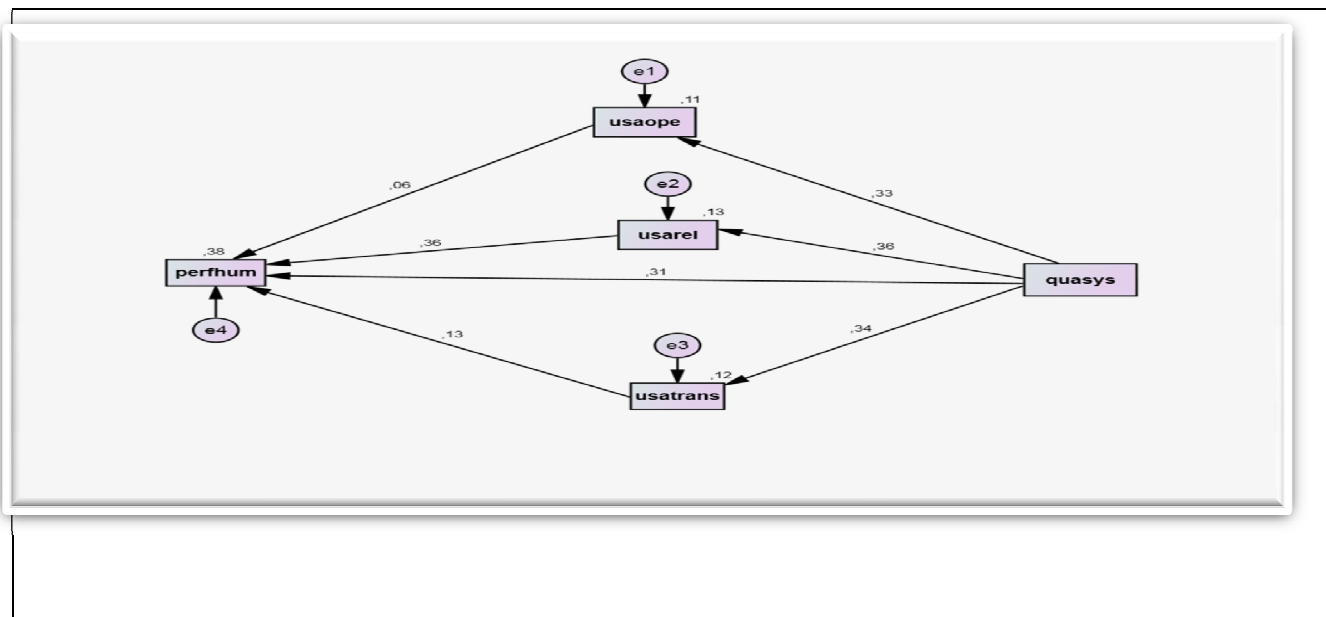 e1
,11
usaope
,06
,33
e2
,13
usarel
,36
,36
,38
perfhum
,31
quasys
e4
,13
,34
e3
,12
usatrans